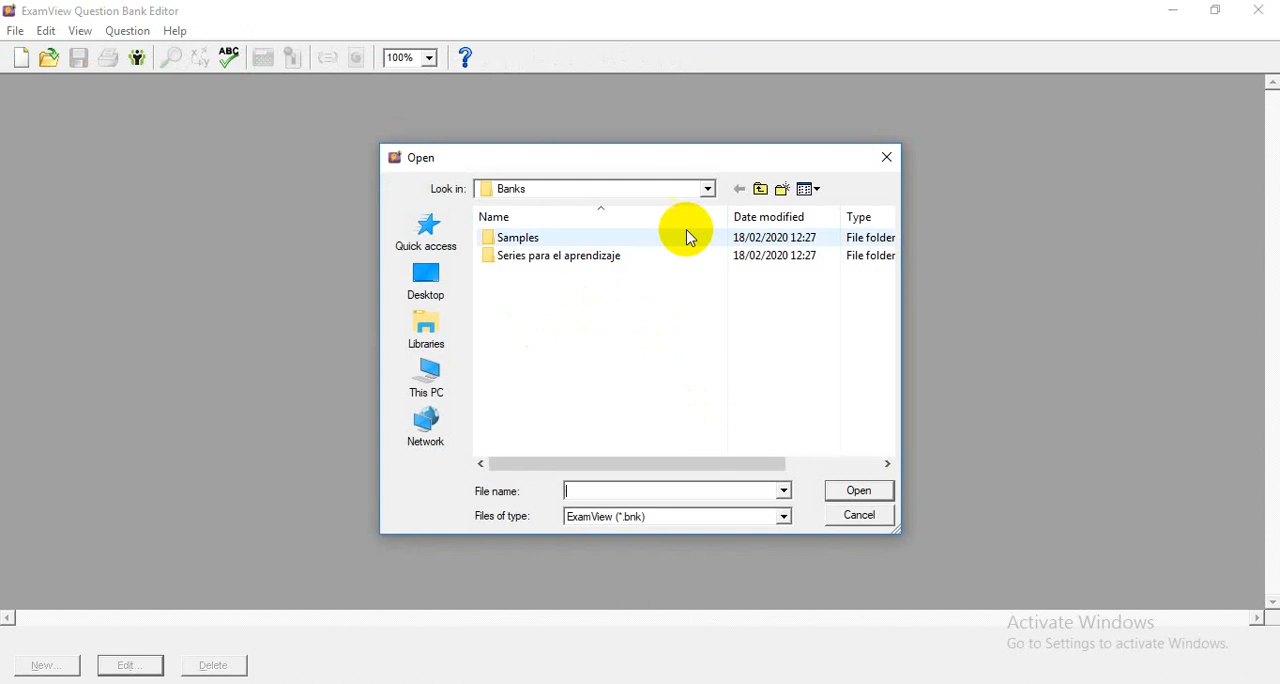 ExamView Question Bank Editor
File Edit View Question Help
ABC 100% ?
Open
Look in: Banks
Name Date modified Type
Samples 18/02/2020 12:27 File folder
Series para el aprendizaje 18/02/2020 12:27 File folder
Quick access
Desktop
Libraries
This PC
Network
File name: Open
Files of type: ExamView (*.bnk) Cancel
Activate Windows
Go to Settings to activate Windows.
New... Edit... Delete